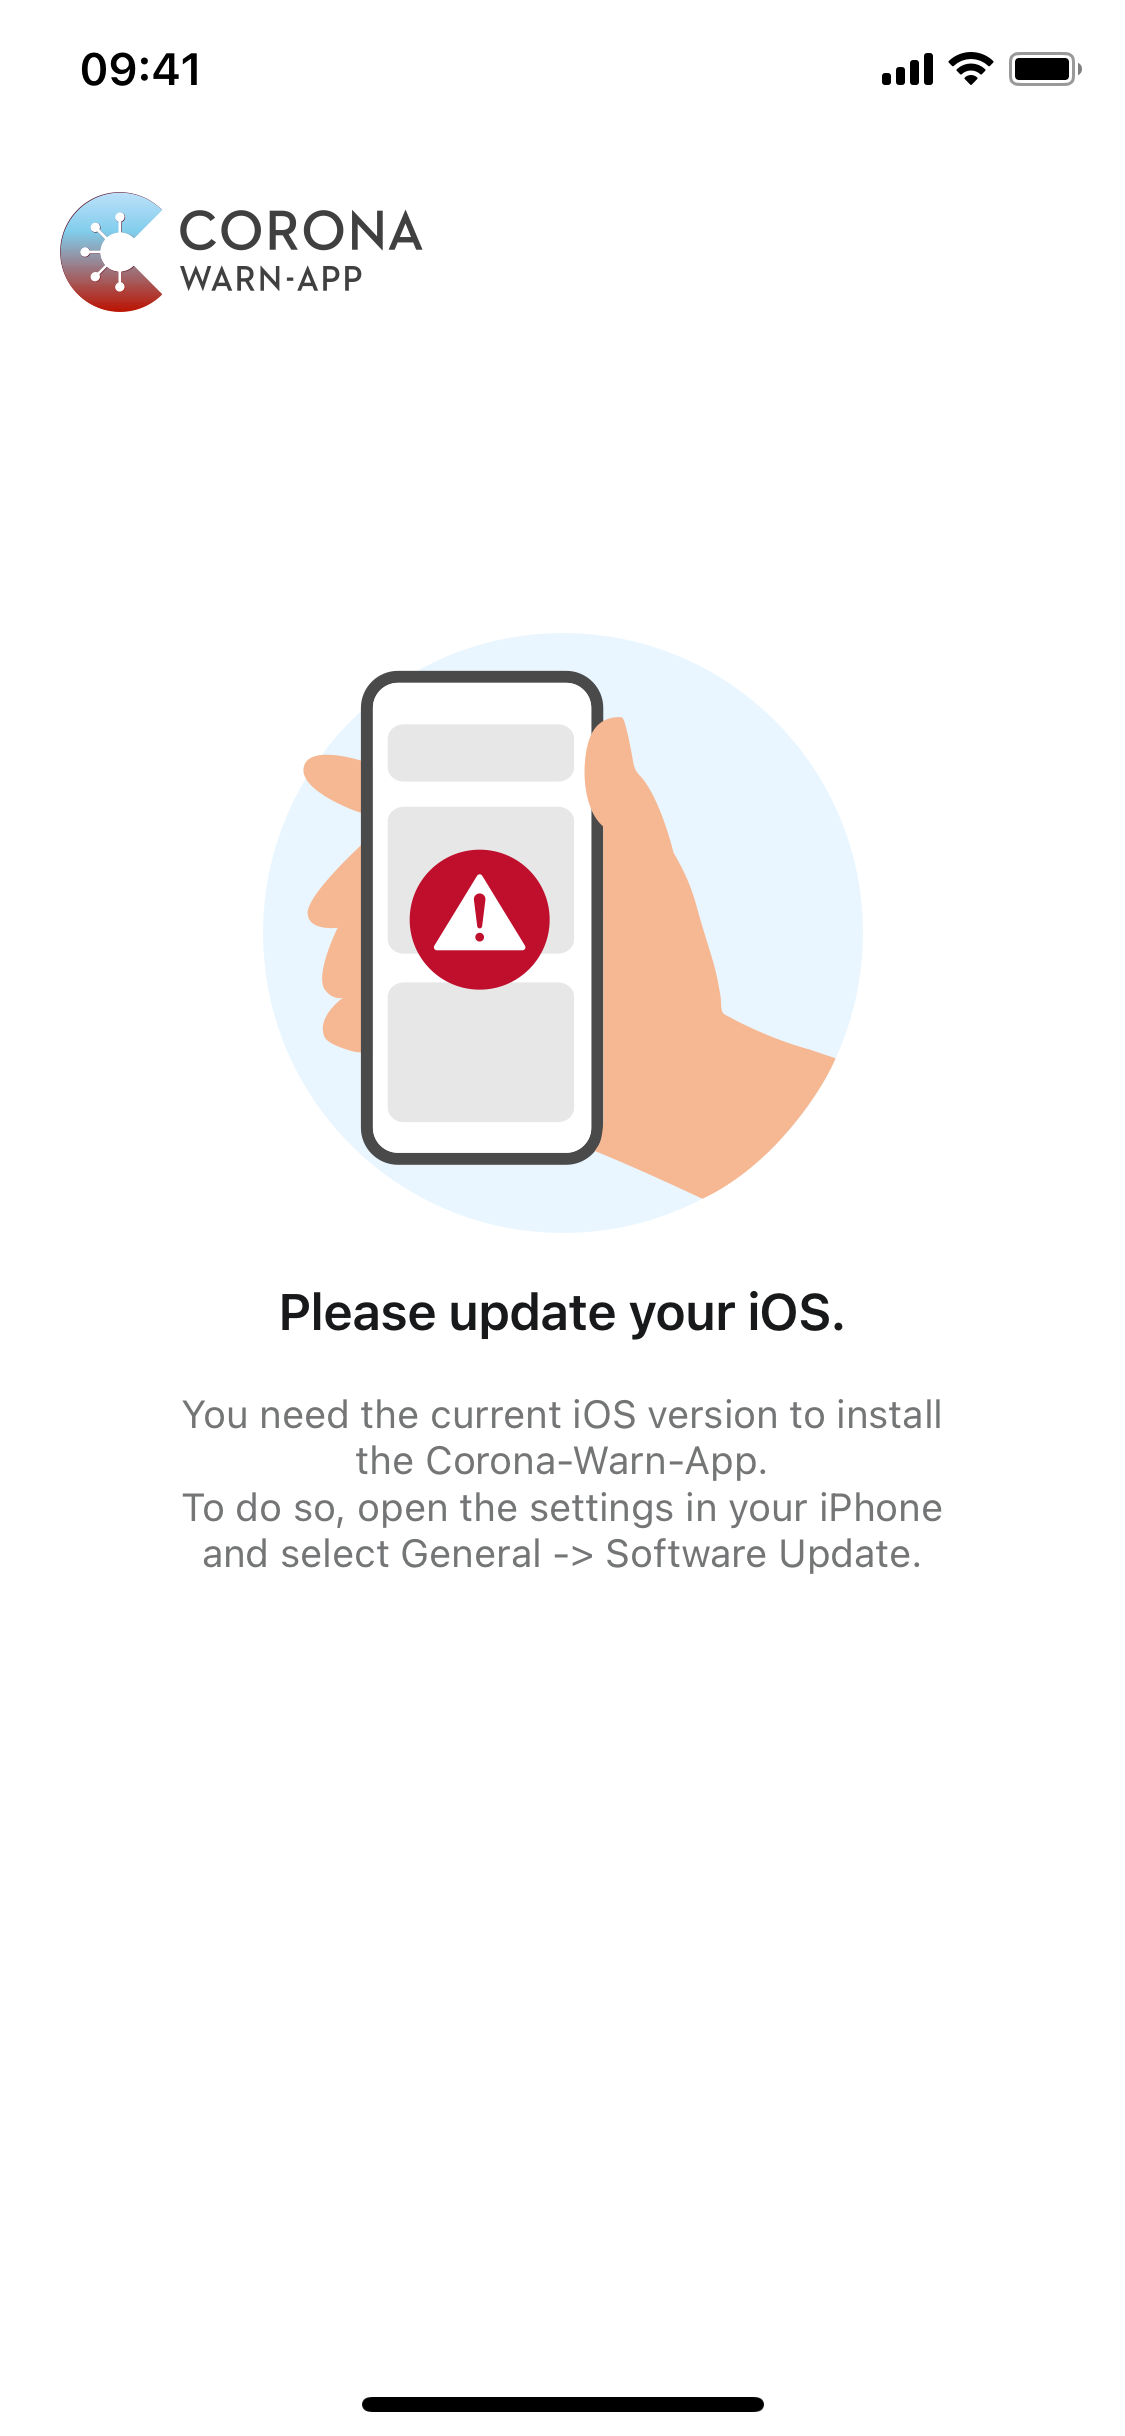 09:41
CORONA
WARN-APP
Please update your iOS.
You need the current iOS version to install
the Corona-Warn-App.
To do so, open the settings in your iPhone
and select General -> Software Update.